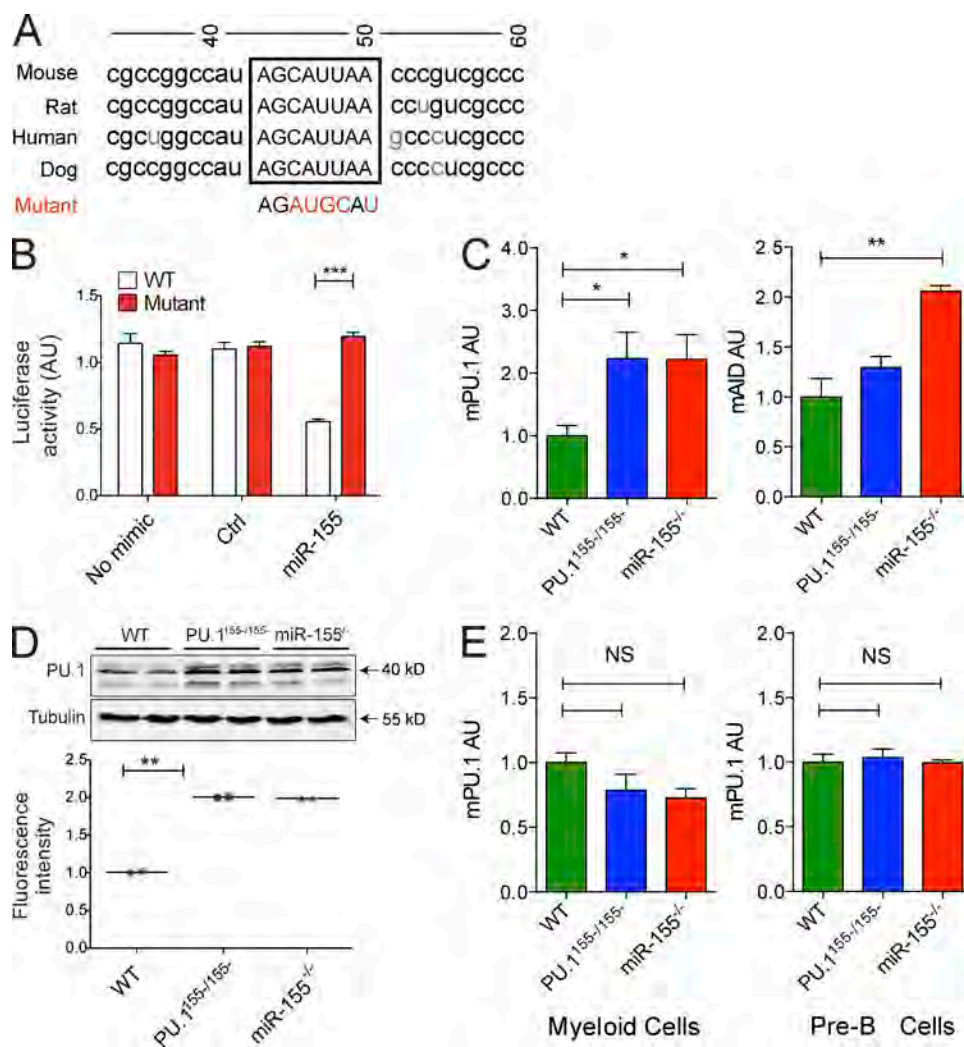 A
40 50 60
Mouse cgccggccau AGCAUUAA cccgucgccc
Rat cgccggccau AGCAUUAA ccugucgccc
Human cgcuggccau AGCAUUAA gcccucgccc
Dog cgccggccau AGCAUUAA ccccucgccc
Mutant AGAUGCAU
B
WT
Mutant
***
Luciferase
activity (AU)
1.5
1.0
0.5
0.0
No mimic
Ctrl
miR-155
C
mPU.1 AU
4.0
3.0
2.0
1.0
0.0
*
*
WT
PU.1155-/155-
miR-155-/-
mAID AU
2.5
2.0
1.5
1.0
0.5
0.0
**
WT
PU.1155-/155-
miR-155-/-
D
WT PU.1155-/155- miR-155-/-
PU.1 ← 40 kD
Tubulin ← 55 kD
Fluorescence
intensity
2.5
2.0
1.5
1.0
0.5
0.0
**
WT
PU.1155-/155-
miR-155-/-
E
mPU.1 AU
2.0
1.5
1.0
0.5
0.0
NS
WT
PU.1155-/155-
miR-155-/-
Myeloid Cells
mPU.1 AU
2.0
1.5
1.0
0.5
0.0
NS
WT
PU.1155-/155-
miR-155-/-
Pre-B Cells